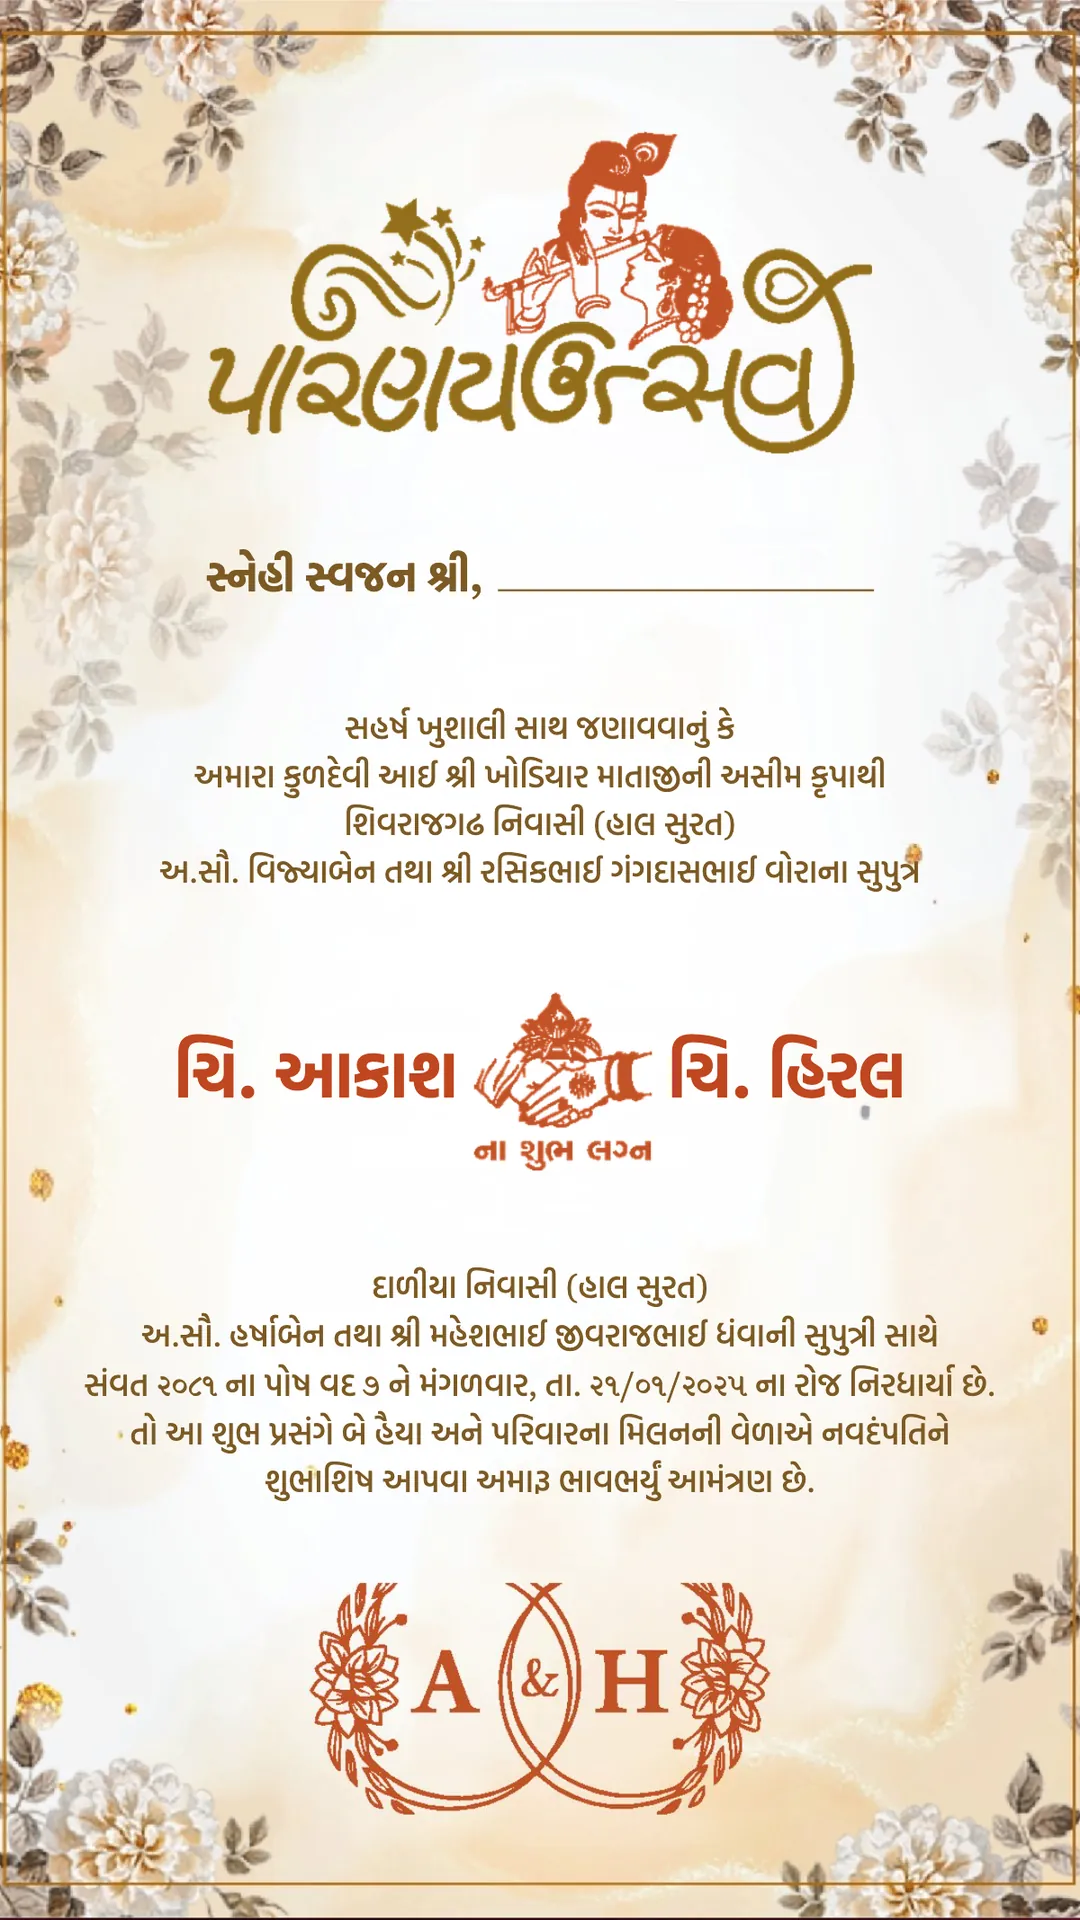 પરિણયઉત્સવ
સ્નેહી સ્વજન શ્રી, ____________________
સહર્ષ ખુશાલી સાથ જણાવવાનું કે
અમારા કુળદેવી આઈ શ્રી ખોડિયાર માતાજીની અસીમ કૃપાથી
શિવરાજગઢ નિવાસી (હાલ સુરત)
અ.સૌ. વિજ્યાબેન તથા શ્રી રસિકભાઈ ગંગદાસભાઈ વોરાના સુપુત્ર
ચિ. આકાશ ચિ. હિરલ
ના શુભ લગ્ન
દાળીયા નિવાસી (હાલ સુરત)
અ.સૌ. હર્ષાબેન તથા શ્રી મહેશભાઈ જીવરાજભાઈ ધંવાની સુપુત્રી સાથે
સંવત ૨૦૮૧ ના પોષ વદ ૭ ને મંગળવાર, તા. ૨૧/૦૧/૨૦૨૫ ના રોજ નિરધાર્યા છે.
તો આ શુભ પ્રસંગે બે હૈયા અને પરિવારના મિલનની વેળાએ નવદંપતિને
શુભાશિષ આપવા અમારૂ ભાવભર્યું આમંત્રણ છે.
A & H